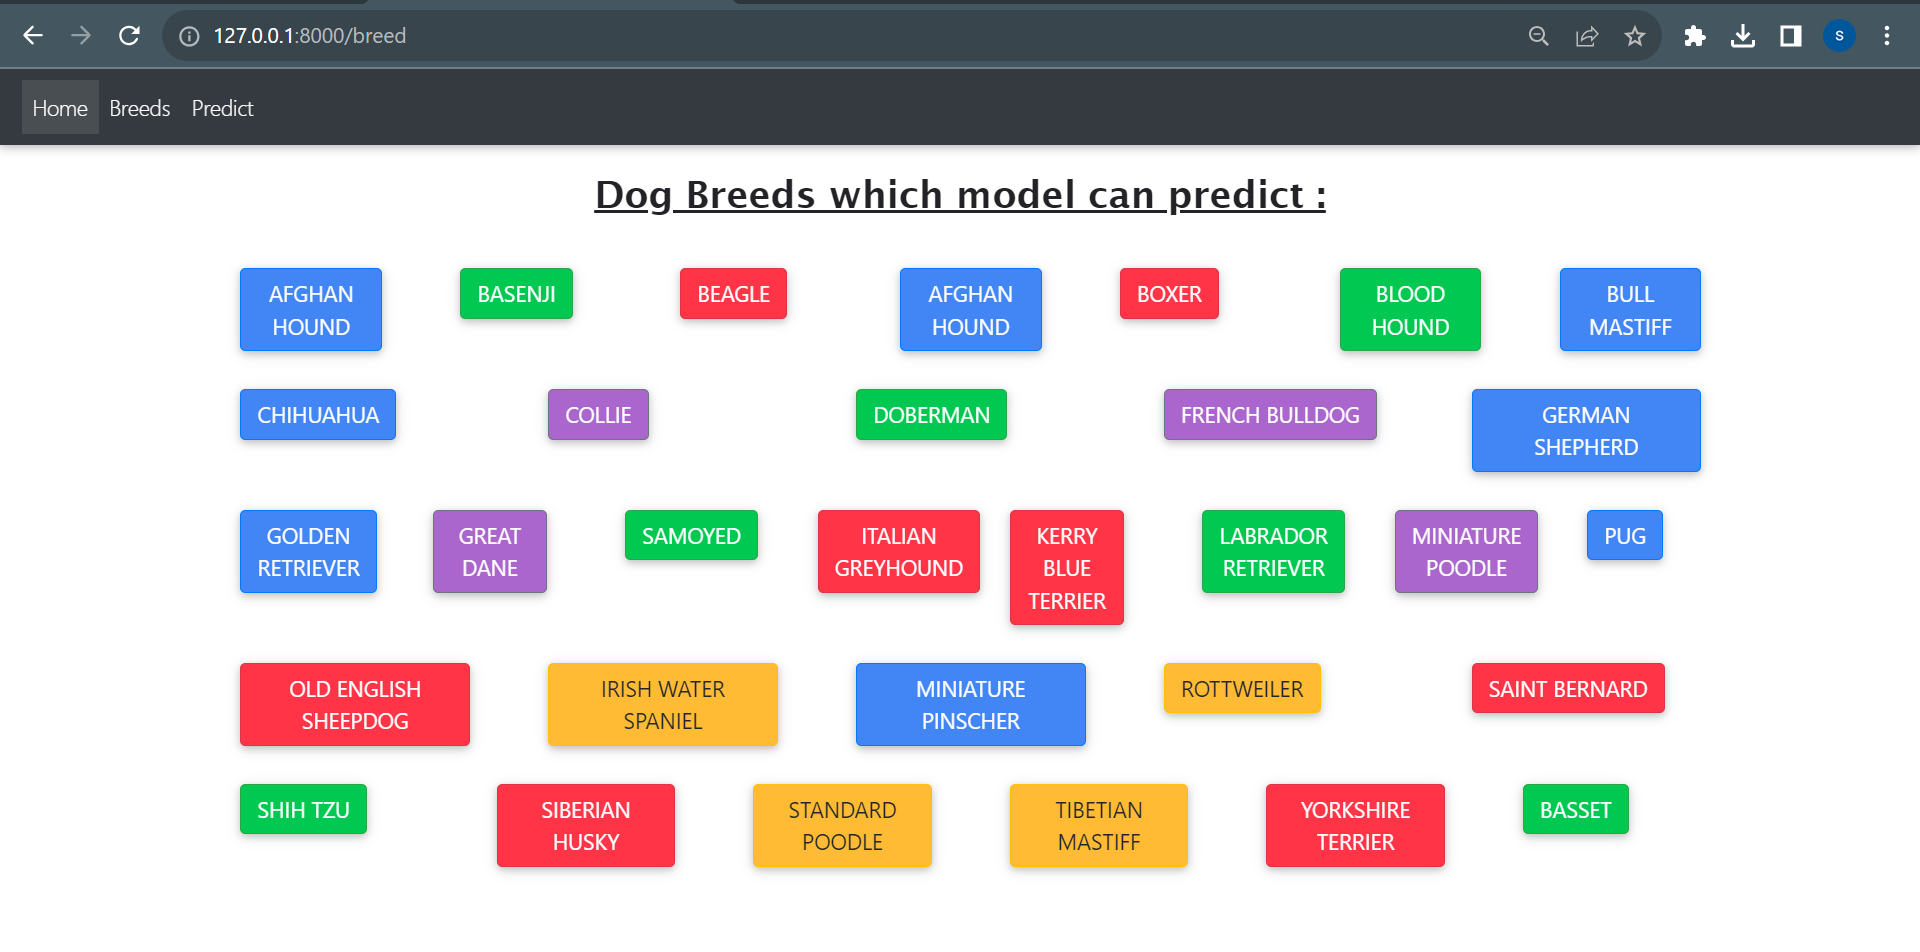 127.0.0.1:8000/breed
S
Home Breeds Predict
Dog Breeds which model can predict :
AFGHAN HOUND
BASENJI
BEAGLE
AFGHAN HOUND
BOXER
BLOOD HOUND
BULL MASTIFF
CHIHUAHUA
COLLIE
DOBERMAN
FRENCH BULLDOG
GERMAN SHEPHERD
GOLDEN RETRIEVER
GREAT DANE
SAMOYED
ITALIAN GREYHOUND
KERRY BLUE TERRIER
LABRADOR RETRIEVER
MINIATURE POODLE
PUG
OLD ENGLISH SHEEPDOG
IRISH WATER SPANIEL
MINIATURE PINSCHER
ROTTWEILER
SAINT BERNARD
SHIH TZU
SIBERIAN HUSKY
STANDARD POODLE
TIBETIAN MASTIFF
YORKSHIRE TERRIER
BASSET